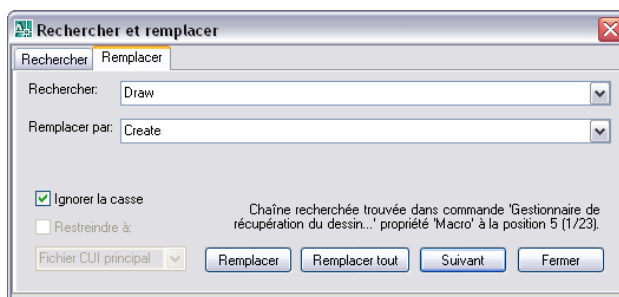 Rechercher et remplacer
Rechercher Remplacer
Rechercher: Draw
Remplacer par: Create
Ignorer la casse
Chaîne recherchée trouvée dans commande 'Gestionnaire de
récupération du dessin...' propriété 'Macro' à la position 5 (1/23).
Restreindre à:
Fichier CUI principal Remplacer Remplacer tout Suivant Fermer